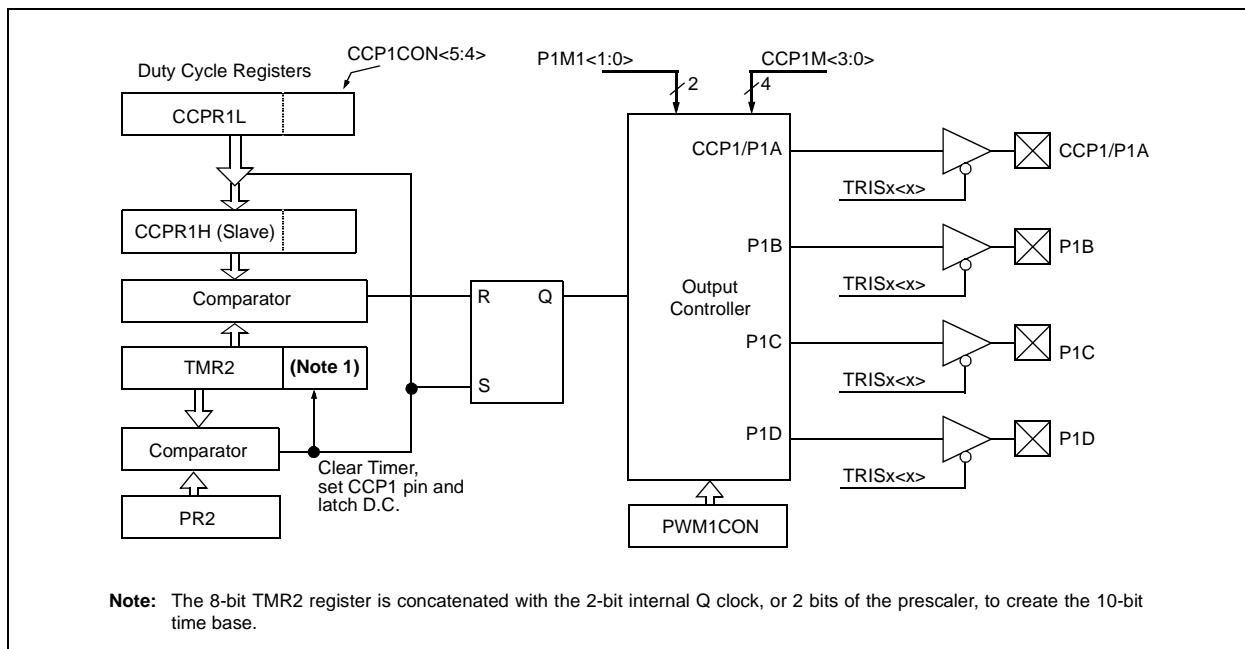 CCP1CON<5:4>
Duty Cycle Registers
CCPR1L
CCPR1H (Slave)
Comparator
TMR2
(Note 1)
Comparator
PR2
Clear Timer,
set CCP1 pin and
latch D.C.
R
Q
S
P1M1<1:0>
2
CCP1M<3:0>
4
CCP1/P1A
P1B
Output
Controller
P1C
P1D
PWM1CON
TRISx<x>
CCP1/P1A
TRISx<x>
P1B
TRISx<x>
P1C
TRISx<x>
P1D
Note: The 8-bit TMR2 register is concatenated with the 2-bit internal Q clock, or 2 bits of the prescaler, to create the 10-bit
time base.